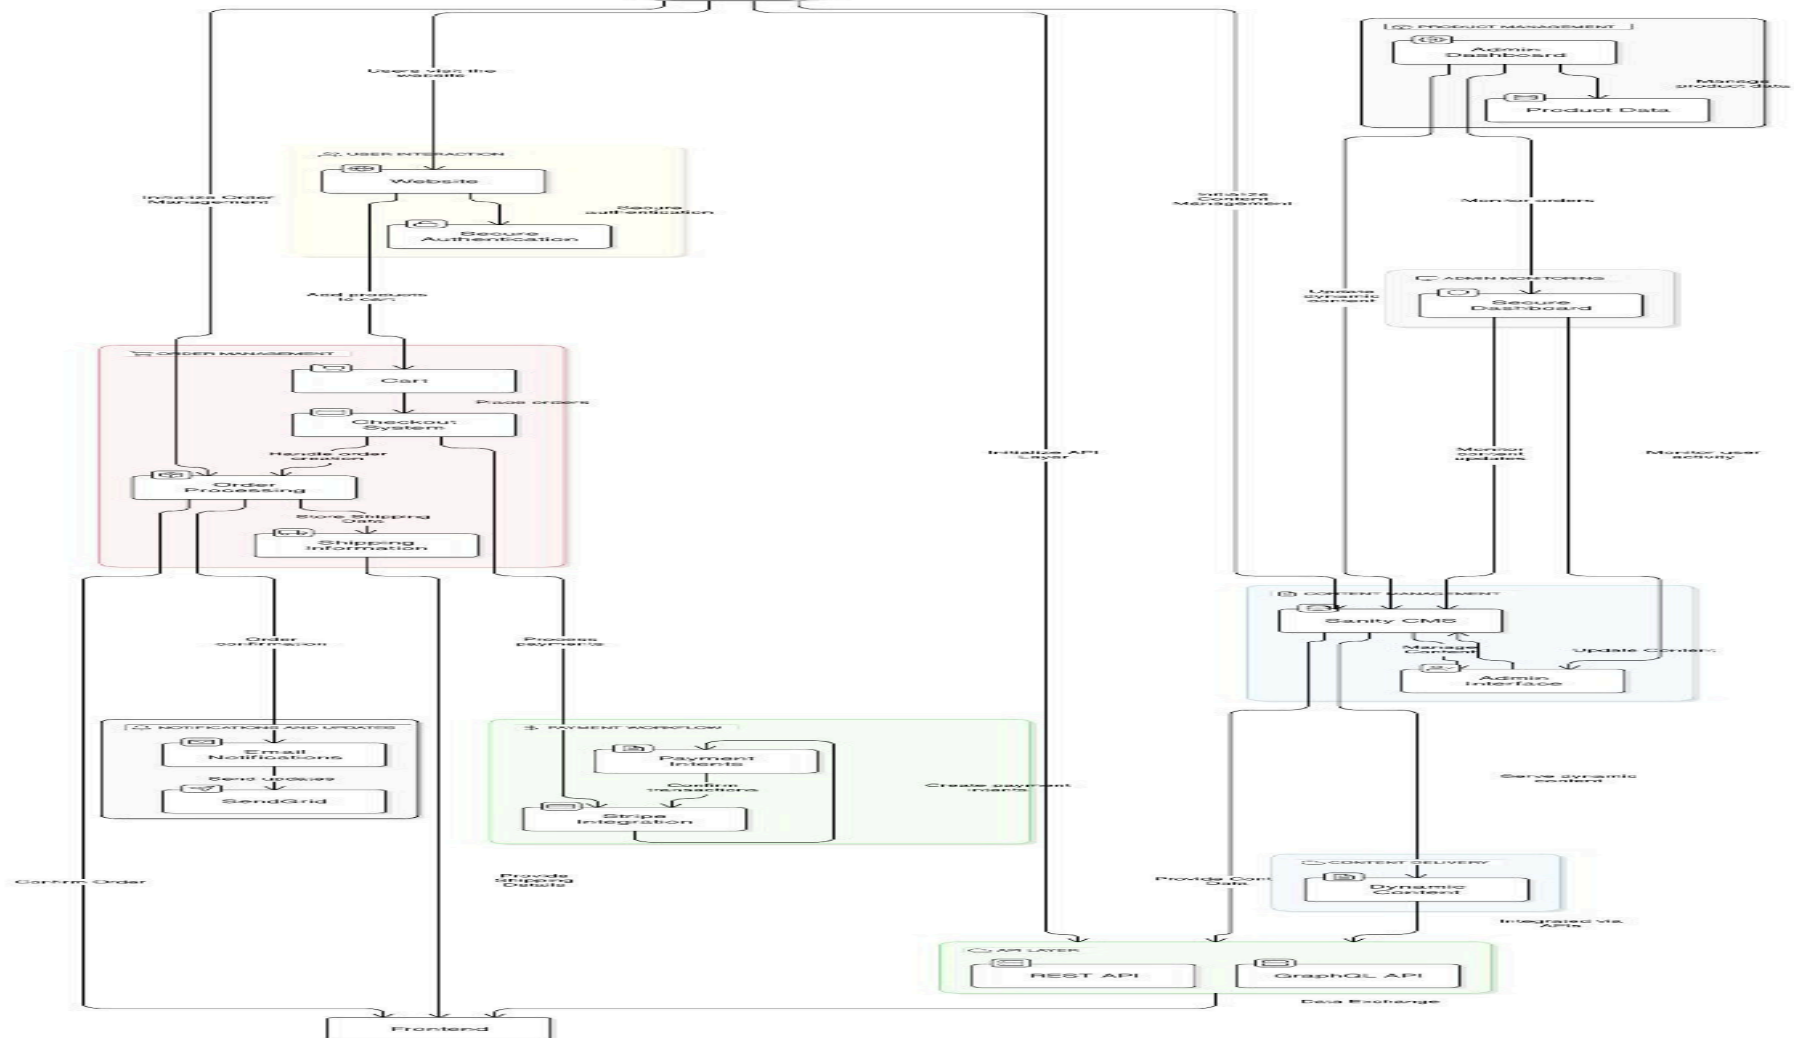 PRODUCT MANAGEMENT
Admin
Dashboard
Manage
product data
Product Data
Users visit the
website
USER INTERACTION
Website
Secure
authentication
Secure
Authentication
Initialize Order
Management
Initialize
Content
Management
Monitor orders
Add products
to cart
Update
dynamic
content
ADMIN MONITORING
Secure
Dashboard
ORDER MANAGEMENT
Cart
Place orders
Checkout
System
Handle order
creation
Initialize API
Layer
Monitor
content
updates
Monitor user
activity
Order
Processing
Store Shipping
Data
Shipping
Information
CONTENT MANAGEMENT
Sanity CMS
Order
confirmation
Process
payments
Manage
Content
Update Content
Admin
Interface
NOTIFICATIONS AND UPDATES
Email
Notifications
Send updates
SendGrid
PAYMENT WORKFLOW
Payment
Intents
Confirm
transactions
Create payment
intents
Stripe
Integration
Serve dynamic
content
Confirm Order
Provide
Shipping
Details
Provide Cont
Data
CONTENT DELIVERY
Dynamic
Content
Integrated via
APIs
API LAYER
REST API
GraphQL API
Data Exchange
Frontend